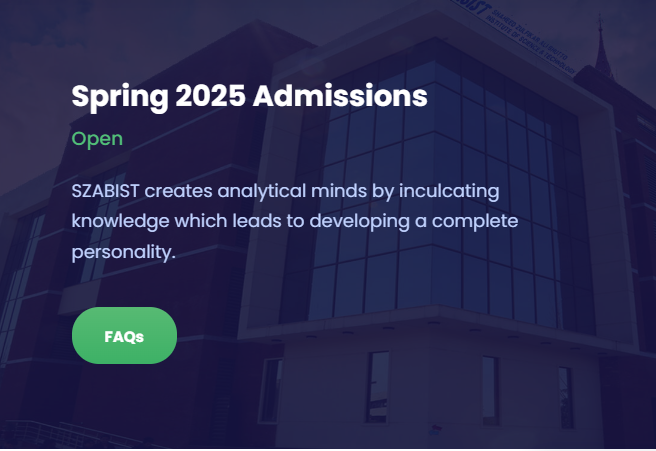 Spring 2025 Admissions
Open
SZABIST creates analytical minds by inculcating
knowledge which leads to developing a complete
personality.
FAQs